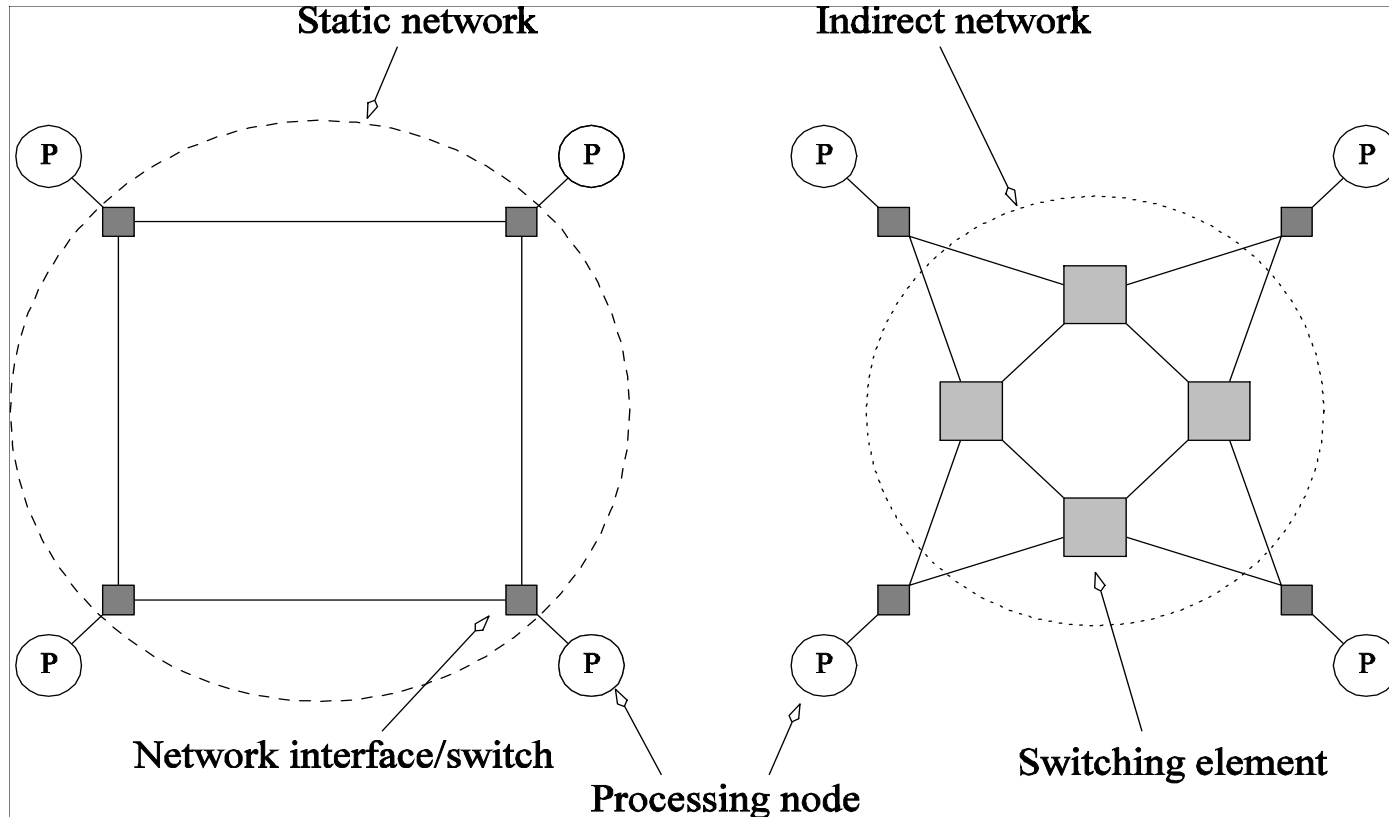 Static network
Indirect network
P
P
P
P
P
P
P
P
Network interface/switch
Switching element
Processing node